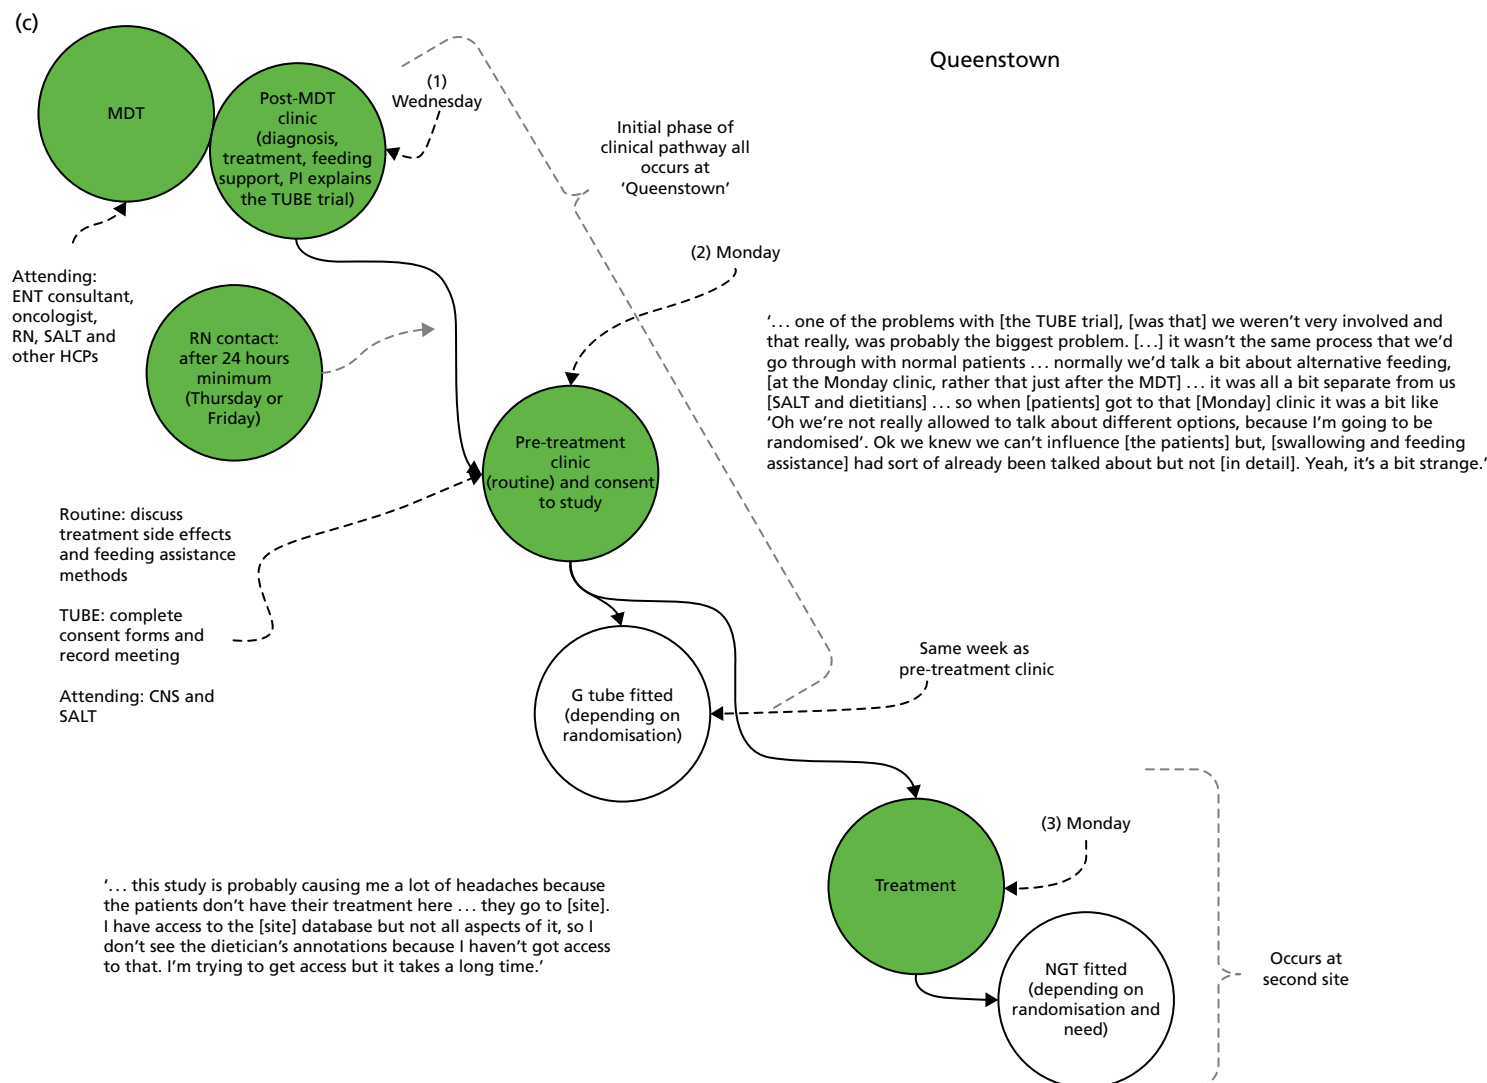 (c)
Queenstown
MDT
Post-MDT
clinic
(diagnosis,
treatment, feeding
support, PI explains
the TUBE trial)
(1)
Wednesday
Initial phase of
clinical pathway all
occurs at
‘Queenstown’
Attending:
ENT consultant,
oncologist,
RN, SALT and
other HCPs
RN contact:
after 24 hours
minimum
(Thursday or
Friday)
(2) Monday
‘... one of the problems with [the TUBE trial], [was that] we weren’t very involved and
that really, was probably the biggest problem. [...] it wasn’t the same process that we’d
go through with normal patients ... normally we’d talk a bit about alternative feeding,
[at the Monday clinic, rather that just after the MDT] ... it was all a bit separate from us
[SALT and dietitians] ... so when [patients] got to that [Monday] clinic it was a bit like
‘Oh we’re not really allowed to talk about different options, because I’m going to be
randomised’. Ok we knew we can’t influence [the patients] but, [swallowing and feeding
assistance] had sort of already been talked about but not [in detail]. Yeah, it’s a bit strange.’
Pre-treatment
clinic
(routine) and consent
to study
Routine: discuss
treatment side effects
and feeding assistance
methods
TUBE: complete
consent forms and
record meeting
Attending: CNS and
SALT
G tube fitted
(depending on
randomisation)
Same week as
pre-treatment clinic
Treatment
(3) Monday
‘... this study is probably causing me a lot of headaches because
the patients don’t have their treatment here ... they go to [site].
I have access to the [site] database but not all aspects of it, so I
don’t see the dietician’s annotations because I haven’t got access
to that. I’m trying to get access but it takes a long time.’
NGT fitted
(depending on
randomisation and
need)
Occurs at
second site